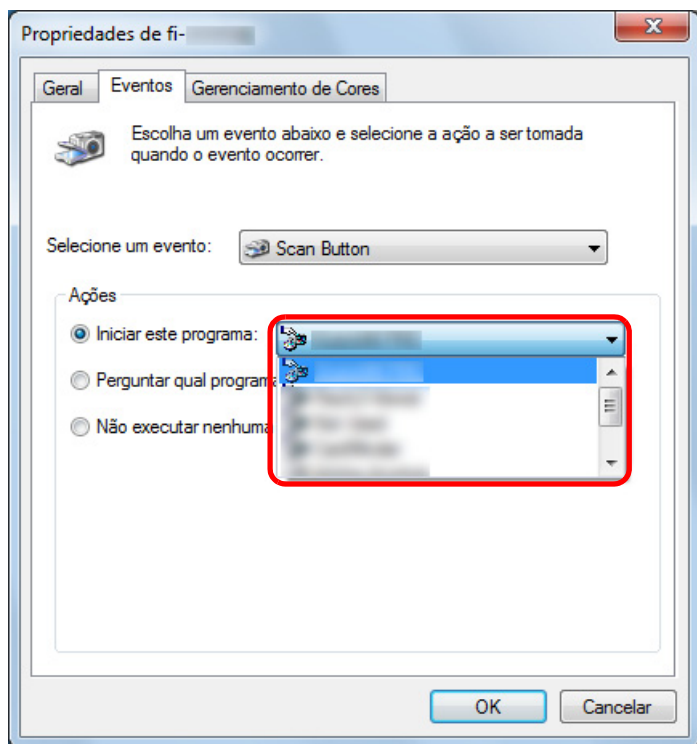 Propriedades de fi-
Geral Eventos Gerenciamento de Cores
Escolha um evento abaixo e selecione a ação a ser tomada
quando o evento ocorrer.
Selecione um evento: Scan Button
Ações
Iniciar este programa:
Perguntar qual programa
Não executar nenhuma
OK Cancelar